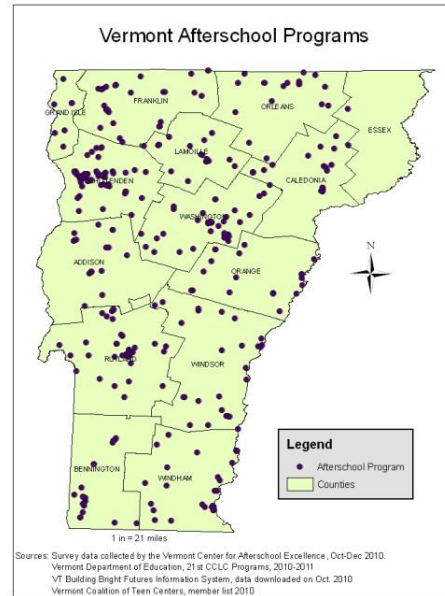 Vermont Afterschool Programs
FRANKLIN
ORLEANS
GRAND ISLE
ESSEX
LAMOILLE
CHITTENDEN
CALEDONIA
WASHINGTON
ADDISON
ORANGE
N
RUTLAND
WINDSOR
Legend
Afterschool Program
Counties
BENNINGTON
WINDHAM
1 in = 21 miles
Sources: Survey data collected by the Vermont Center for Afterschool Excellence, Oct-Dec 2010.
Vermont Department of Education, 21st CCLC Programs, 2010-2011
VT Building Bright Futures Information System, data downloaded on Oct. 2010
Vermont Coalition of Teen Centers, member list 2010